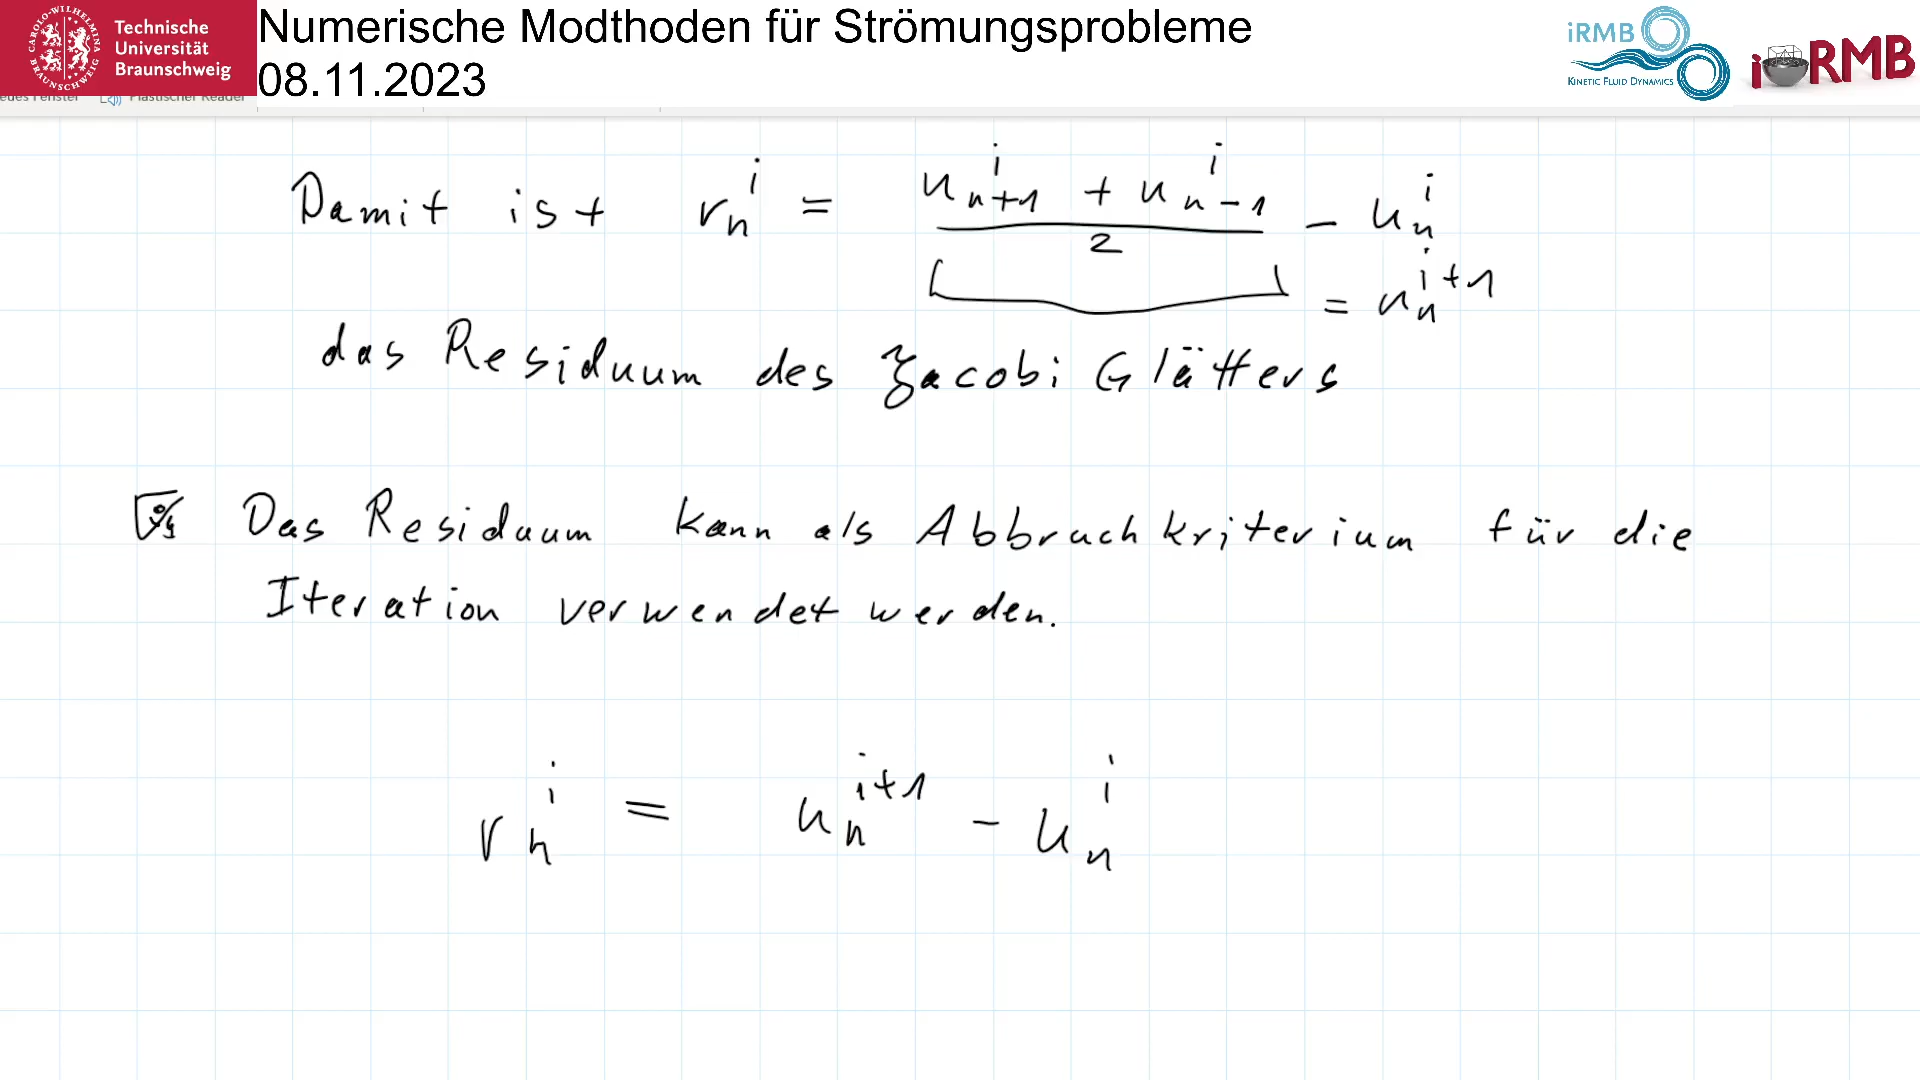 Technische
Universität
Braunschweig
Numerische Modthoden für Strömungsprobleme
08.11.2023
iRMB
KINETIC FLUID DYNAMICS
iRMB
Plastischer Reader
Damit ist r_n^i = (u_{n+1}^i + u_{n-1}^i)/2 - u_n^i
= u_n^{i+1}
das Residuum des Jacobi Glätters
Das Residuum kann als Abbruchkriterium für die
Iteration verwendet werden.
r_n^i = u_n^{i+1} - u_n^i